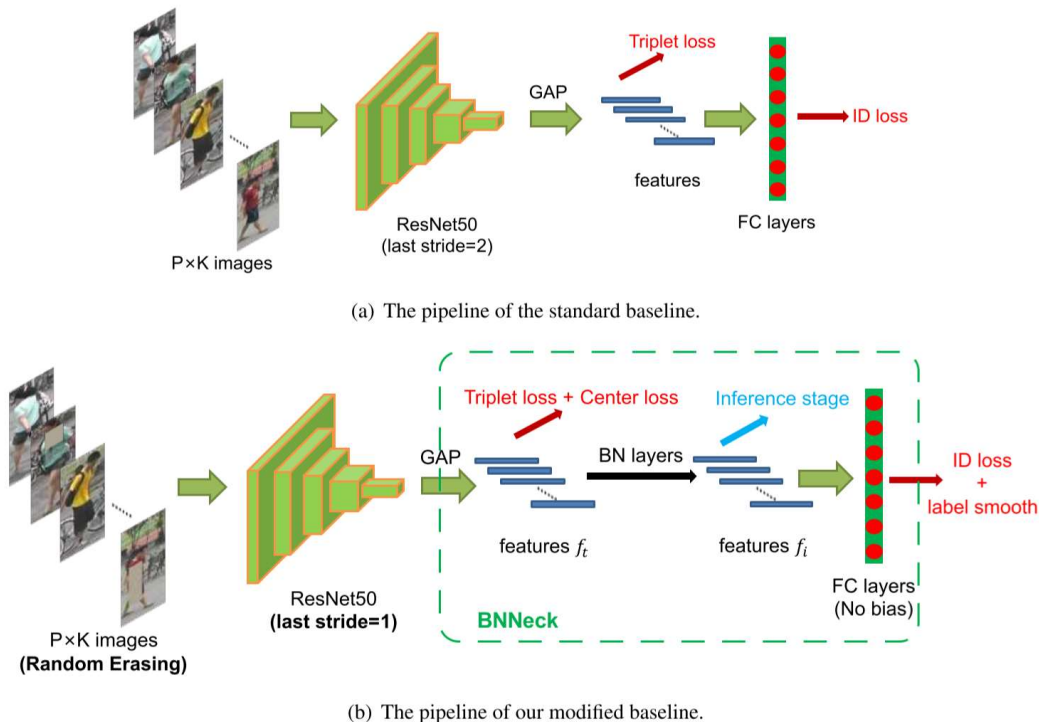 Triplet loss
GAP
ID loss
features
ResNet50
(last stride=2)
FC layers
P×K images
(a) The pipeline of the standard baseline.
Triplet loss + Center loss
Inference stage
GAP
BN layers
ID loss
+
label smooth
features f_t
features f_i
ResNet50
(last stride=1)
BNNeck
FC layers
(No bias)
P×K images
(Random Erasing)
(b) The pipeline of our modified baseline.